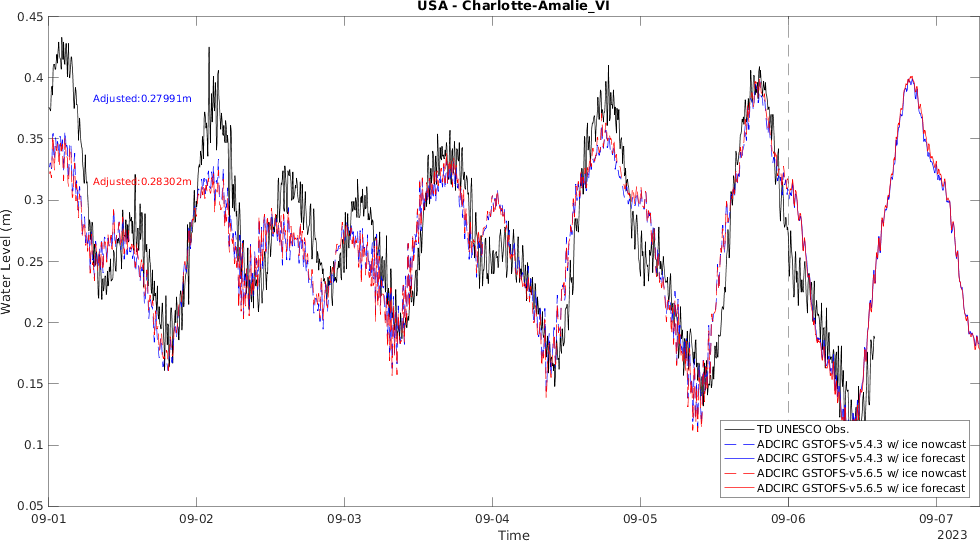 USA - Charlotte-Amalie_VI
0.45
0.4
0.35
0.3
0.25
0.2
0.15
0.1
0.05
Water Level (m)
Adjusted:0.27991m
Adjusted:0.28302m
TD UNESCO Obs.
ADCIRC GSTOFS-v5.4.3 w/ ice nowcast
ADCIRC GSTOFS-v5.4.3 w/ ice forecast
ADCIRC GSTOFS-v5.6.5 w/ ice nowcast
ADCIRC GSTOFS-v5.6.5 w/ ice forecast
09-01 09-02 09-03 09-04 09-05 09-06 09-07
Time
2023